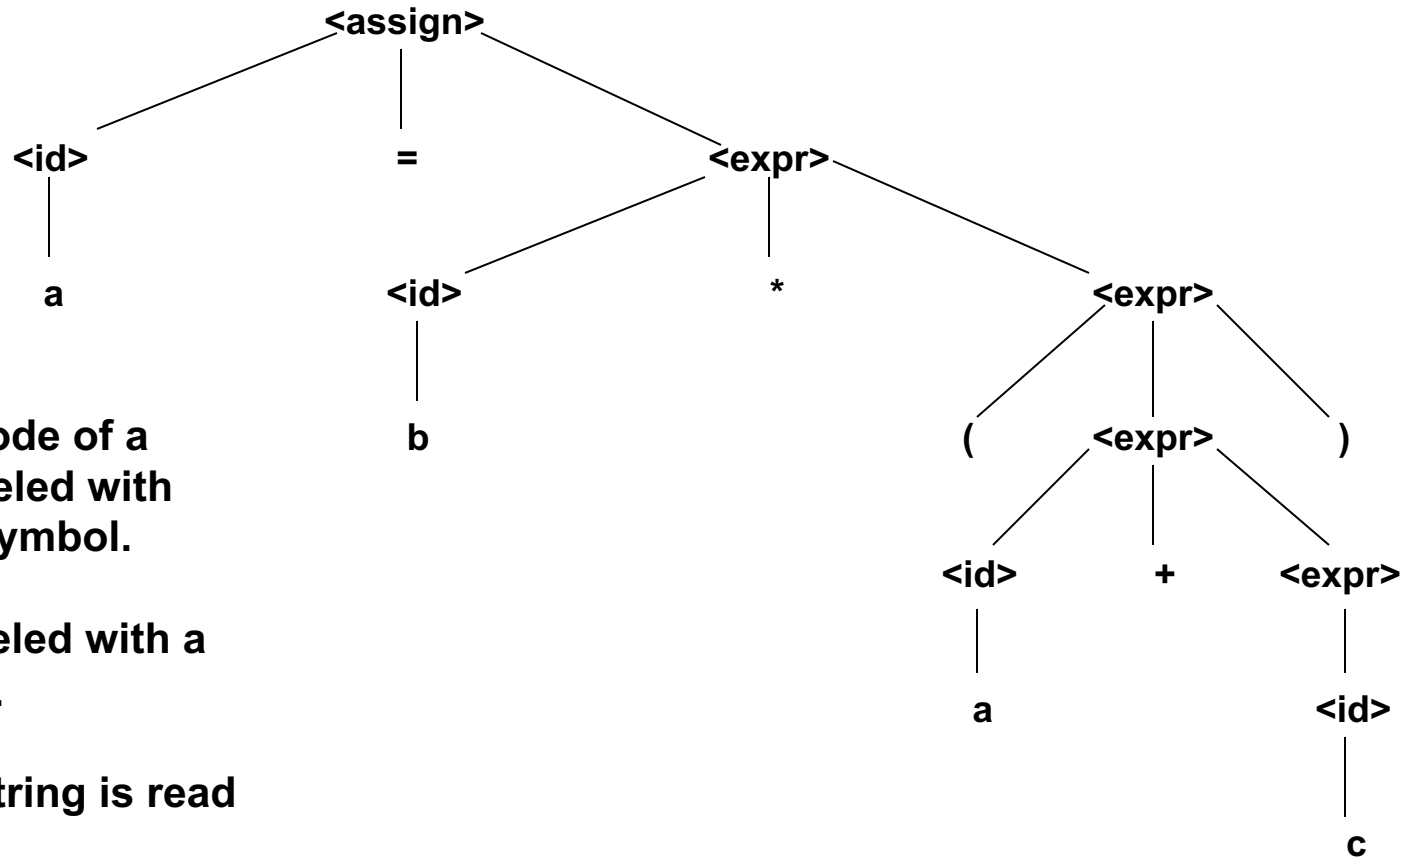 <assign>
<id> = <expr>
a <id> * <expr>
ode of a b ( <expr> )
eled with
ymbol.
<id> + <expr>
eled with a
. a <id>
tring is read
c